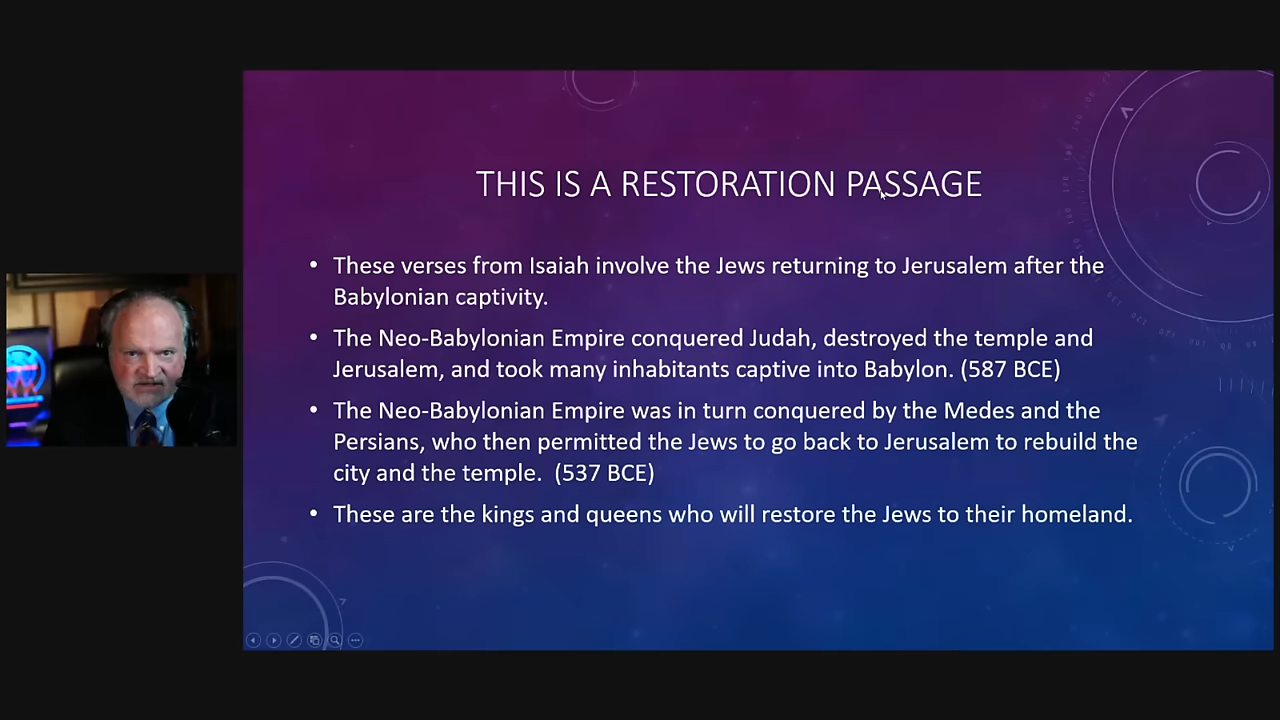 THIS IS A RESTORATION PASSAGE
• These verses from Isaiah involve the Jews returning to Jerusalem after the
Babylonian captivity.
• The Neo-Babylonian Empire conquered Judah, destroyed the temple and
Jerusalem, and took many inhabitants captive into Babylon. (587 BCE)
• The Neo-Babylonian Empire was in turn conquered by the Medes and the
Persians, who then permitted the Jews to go back to Jerusalem to rebuild the
city and the temple.  (537 BCE)
• These are the kings and queens who will restore the Jews to their homeland.